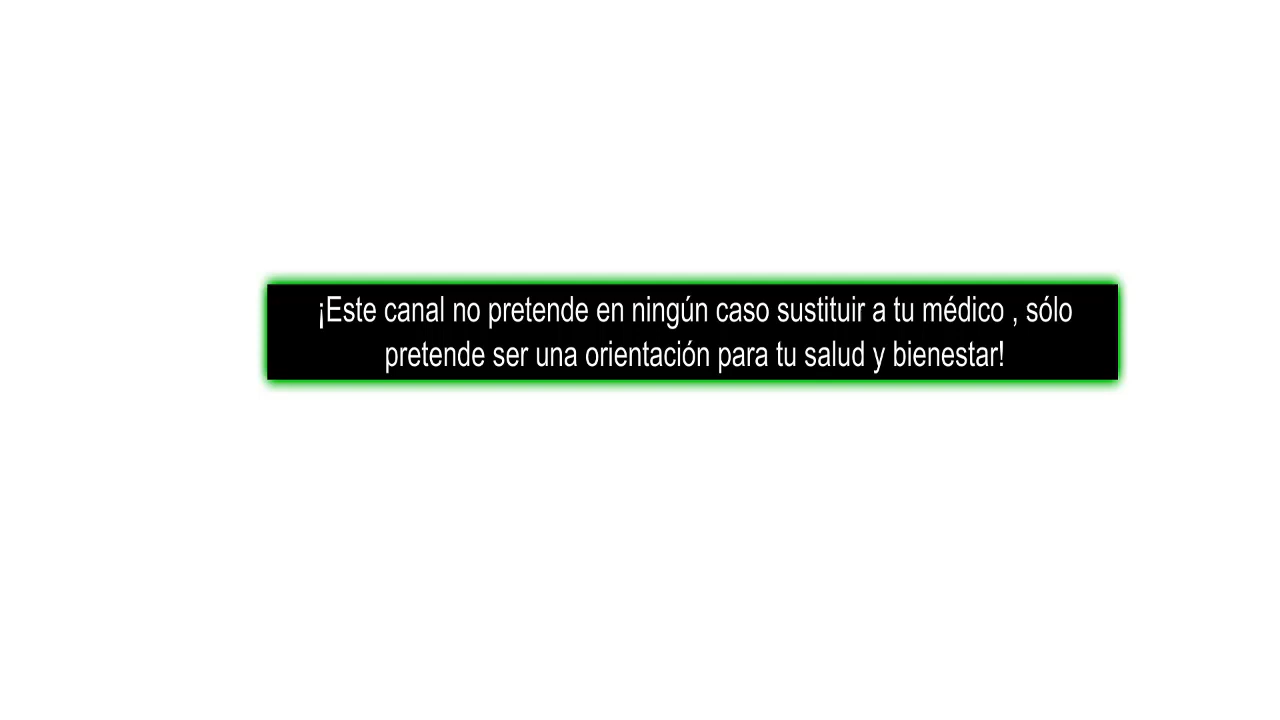 ¡Este canal no pretende en ningún caso sustituir a tu médico , sólo
pretende ser una orientación para tu salud y bienestar!